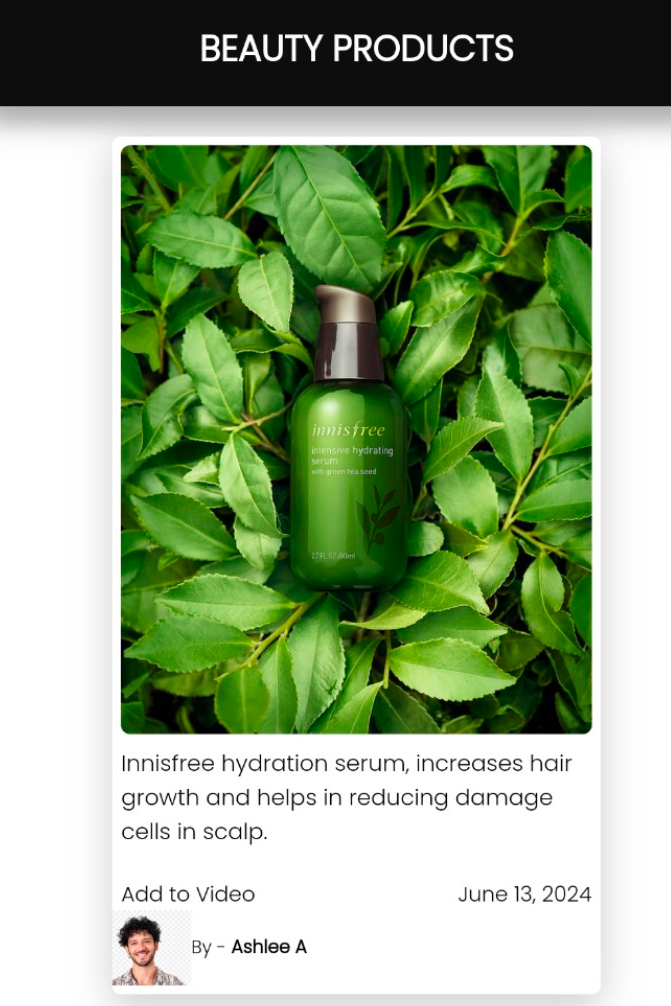 BEAUTY PRODUCTS
innisfree
intensive hydrating
serum
with green tea seed
Innisfree hydration serum, increases hair
growth and helps in reducing damage
cells in scalp.
Add to Video June 13, 2024
By - Ashlee A